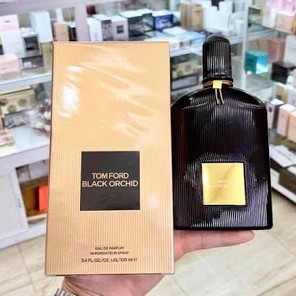 TOM FORD
BLACK ORCHID
EAU DE PARFUM
VAPORISATEUR SPRAY
3.4 FL.OZ./OZ. LIQ./100 ml